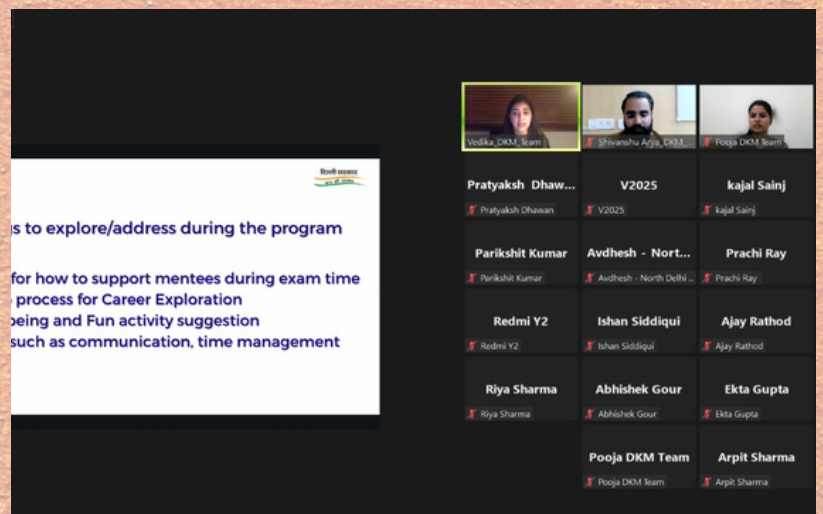 दिल्ली सरकार
s to explore/address during the program
for how to support mentees during exam time
process for Career Exploration
being and Fun activity suggestion
such as communication, time management
Vedika_DKM_Team
Shivanshu Arya_DKM_...
Pooja DKM Team
Pratyaksh Dhaw...
V2025
kajal Sainj
Pratyaksh Dhawan
V2025
kajal Sainj
Parikshit Kumar
Avdhesh - Nort...
Prachi Ray
Parikshit Kumar
Avdhesh - North Delhi ...
Prachi Ray
Redmi Y2
Ishan Siddiqui
Ajay Rathod
Redmi Y2
Ishan Siddiqui
Ajay Rathod
Riya Sharma
Abhishek Gour
Ekta Gupta
Riya Sharma
Abhishek Gour
Ekta Gupta
Pooja DKM Team
Arpit Sharma
Pooja DKM Team
Arpit Sharma